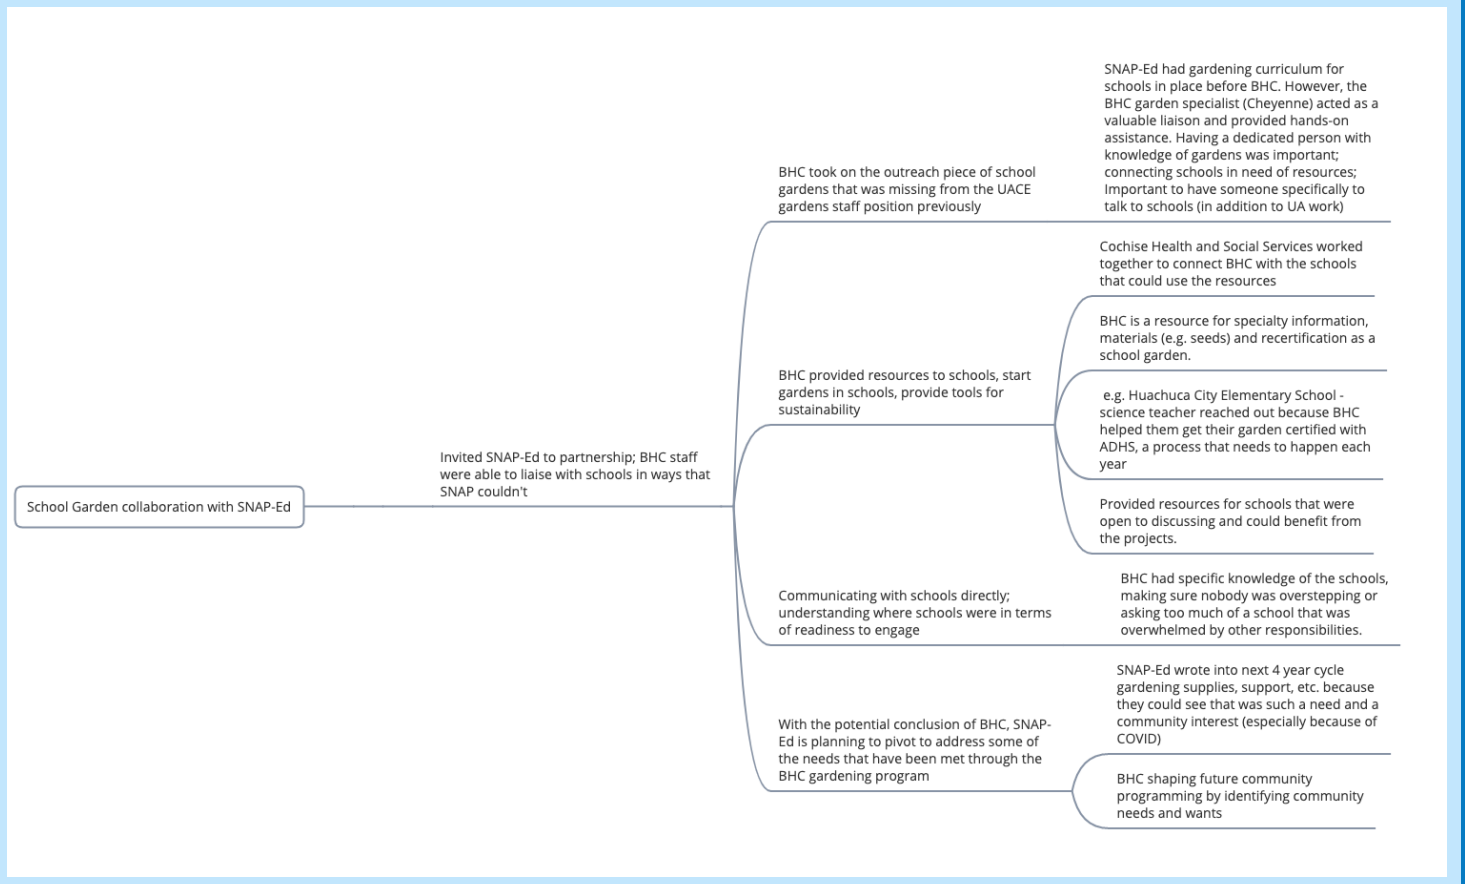 School Garden collaboration with SNAP-Ed
Invited SNAP-Ed to partnership; BHC staff
were able to liaise with schools in ways that
SNAP couldn't
BHC took on the outreach piece of school
gardens that was missing from the UACE
gardens staff position previously
SNAP-Ed had gardening curriculum for
schools in place before BHC. However, the
BHC garden specialist (Cheyenne) acted as a
valuable liaison and provided hands-on
assistance. Having a dedicated person with
knowledge of gardens was important;
connecting schools in need of resources;
Important to have someone specifically to
talk to schools (in addition to UA work)
BHC provided resources to schools, start
gardens in schools, provide tools for
sustainability
Cochise Health and Social Services worked
together to connect BHC with the schools
that could use the resources
BHC is a resource for specialty information,
materials (e.g. seeds) and recertification as a
school garden.
e.g. Huachuca City Elementary School -
science teacher reached out because BHC
helped them get their garden certified with
ADHS, a process that needs to happen each
year
Provided resources for schools that were
open to discussing and could benefit from
the projects.
Communicating with schools directly;
understanding where schools were in terms
of readiness to engage
BHC had specific knowledge of the schools,
making sure nobody was overstepping or
asking too much of a school that was
overwhelmed by other responsibilities.
With the potential conclusion of BHC, SNAP-
Ed is planning to pivot to address some of
the needs that have been met through the
BHC gardening program
SNAP-Ed wrote into next 4 year cycle
gardening supplies, support, etc. because
they could see that was such a need and a
community interest (especially because of
COVID)
BHC shaping future community
programming by identifying community
needs and wants